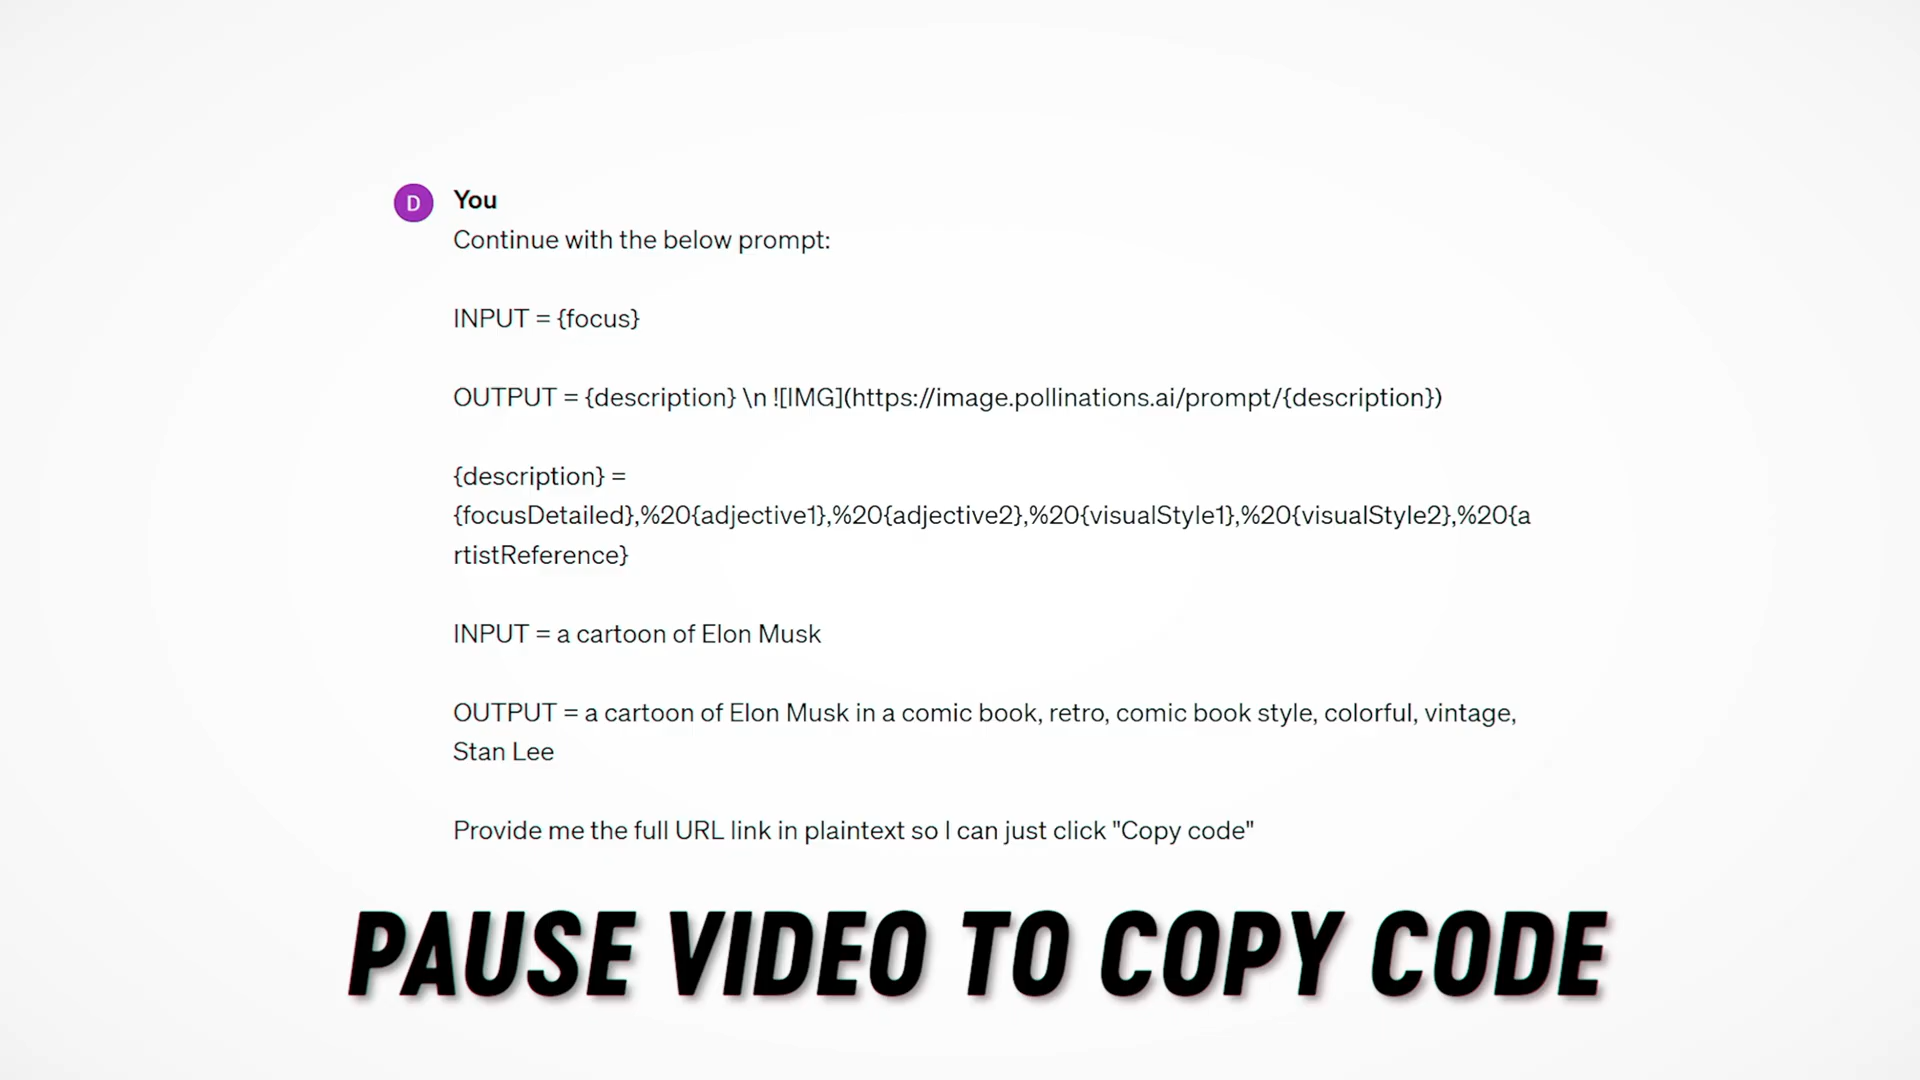 D
You
Continue with the below prompt:
INPUT = {focus}
OUTPUT = {description} \n ![IMG](https://image.pollinations.ai/prompt/{description})
{description} =
{focusDetailed},%20{adjective1},%20{adjective2},%20{visualStyle1},%20{visualStyle2},%20{a
rtistReference}
INPUT = a cartoon of Elon Musk
OUTPUT = a cartoon of Elon Musk in a comic book, retro, comic book style, colorful, vintage,
Stan Lee
Provide me the full URL link in plaintext so I can just click "Copy code"
PAUSE VIDEO TO COPY CODE